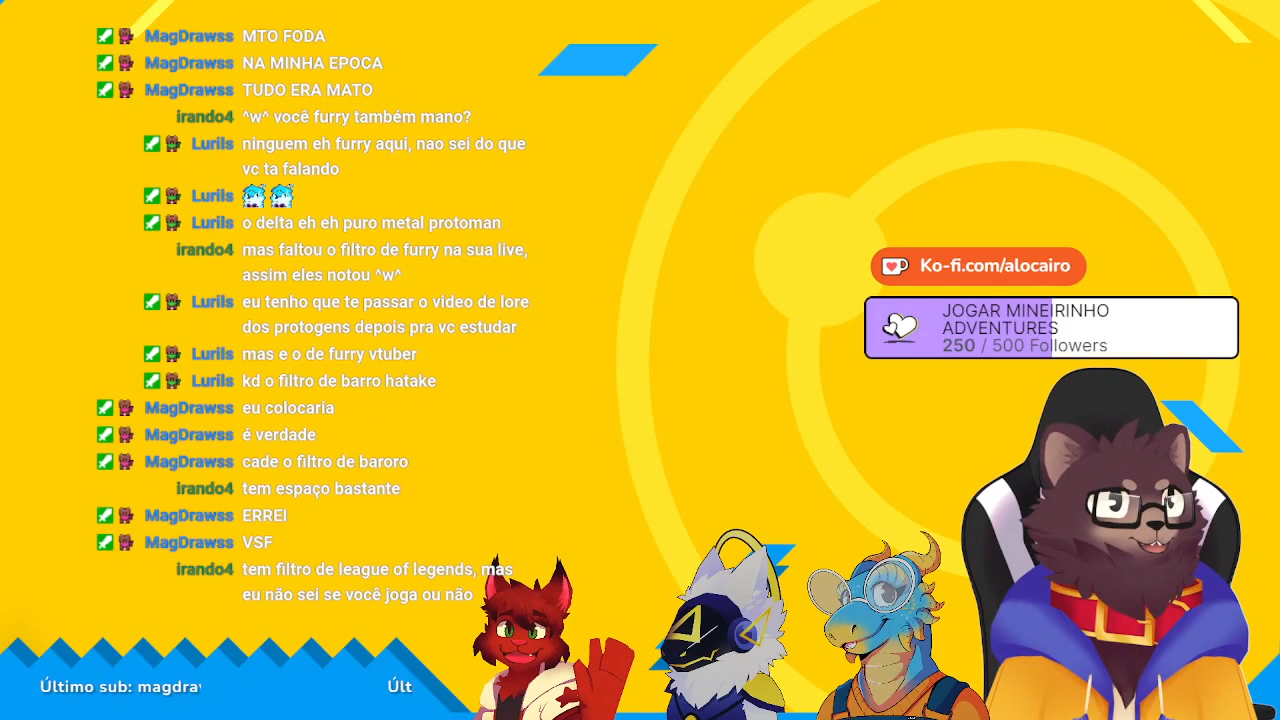 MagDrawss MTO FODA
MagDrawss NA MINHA EPOCA
MagDrawss TUDO ERA MATO
irando4 ^w^ você furry também mano?
Lurils ninguem eh furry aqui, nao sei do que
vc ta falando
Lurils
Lurils o delta eh eh puro metal protoman
irando4 mas faltou o filtro de furry na sua live,
assim eles notou ^w^
Lurils eu tenho que te passar o video de lore
dos protogens depois pra vc estudar
Lurils mas e o de furry vtuber
Lurils kd o filtro de barro hatake
MagDrawss eu colocaria
MagDrawss é verdade
MagDrawss cade o filtro de baroro
irando4 tem espaço bastante
MagDrawss ERREI
MagDrawss VSF
irando4 tem filtro de league of legends, mas
eu não sei se você joga ou não
Ko-fi.com/alocairo
JOGAR MINEIRINHO
ADVENTURES
250 / 500 Followers
Último sub: magdra
Últ